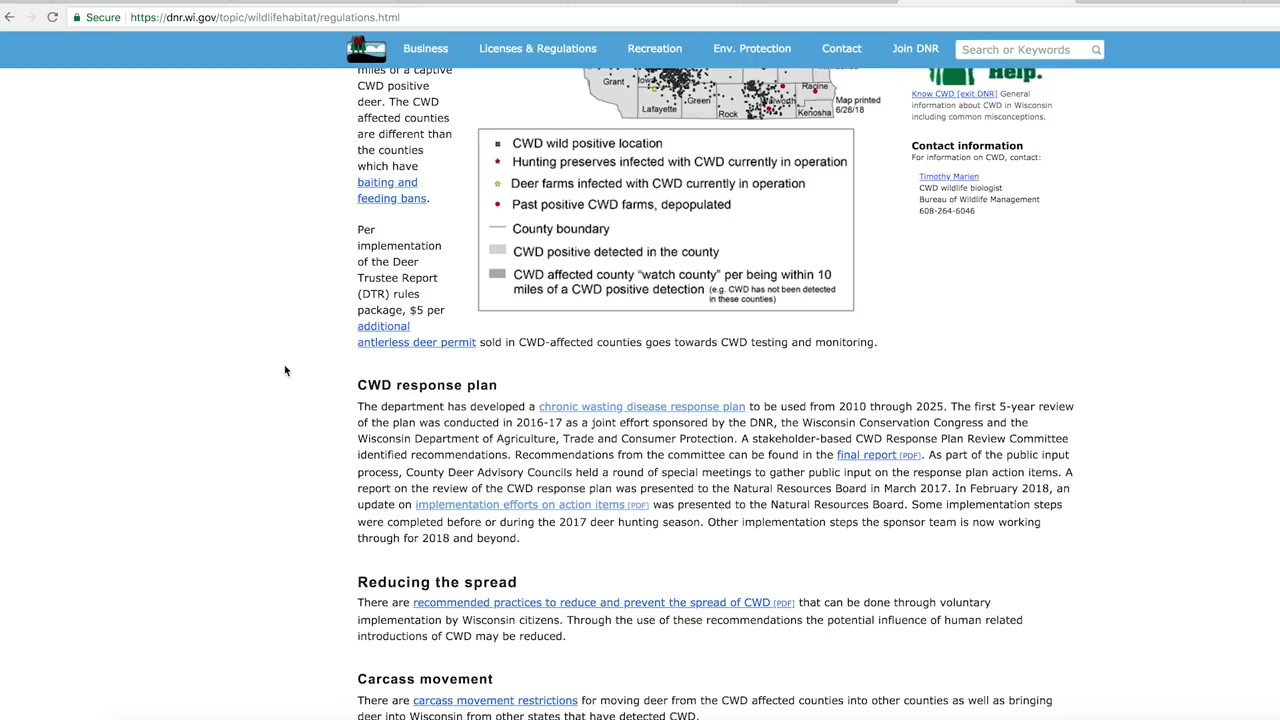 Secure https://dnr.wi.gov/topic/wildlifehabitat/regulations.html
Business Licenses & Regulations Recreation Env. Protection Contact Join DNR Search or Keywords
miles of a captive
CWD positive
deer. The CWD
affected counties
are different than
the counties
which have
baiting and
feeding bans.
Per
implementation
of the Deer
Trustee Report
(DTR) rules
package, $5 per
additional
antlerless deer permit sold in CWD-affected counties goes towards CWD testing and monitoring.
Grant
Iowa
Lafayette
Green
Rock
Walworth
Racine
Kenosha
Map printed
6/28/18
CWD wild positive location
Hunting preserves infected with CWD currently in operation
Deer farms infected with CWD currently in operation
Past positive CWD farms, depopulated
County boundary
CWD positive detected in the county
CWD affected county “watch county” per being within 10
miles of a CWD positive detection (e.g. CWD has not been detected
in these counties)
Help.
Know CWD [exit DNR] General
information about CWD in Wisconsin
including common misconceptions.
Contact information
For information on CWD, contact:
Timothy Marien
CWD wildlife biologist
Bureau of Wildlife Management
608-264-6046
CWD response plan
The department has developed a chronic wasting disease response plan to be used from 2010 through 2025. The first 5-year review
of the plan was conducted in 2016-17 as a joint effort sponsored by the DNR, the Wisconsin Conservation Congress and the
Wisconsin Department of Agriculture, Trade and Consumer Protection. A stakeholder-based CWD Response Plan Review Committee
identified recommendations. Recommendations from the committee can be found in the final report [PDF]. As part of the public input
process, County Deer Advisory Councils held a round of special meetings to gather public input on the response plan action items. A
report on the review of the CWD response plan was presented to the Natural Resources Board in March 2017. In February 2018, an
update on implementation efforts on action items [PDF] was presented to the Natural Resources Board. Some implementation steps
were completed before or during the 2017 deer hunting season. Other implementation steps the sponsor team is now working
through for 2018 and beyond.
Reducing the spread
There are recommended practices to reduce and prevent the spread of CWD [PDF] that can be done through voluntary
implementation by Wisconsin citizens. Through the use of these recommendations the potential influence of human related
introductions of CWD may be reduced.
Carcass movement
There are carcass movement restrictions for moving deer from the CWD affected counties into other counties as well as bringing
deer into Wisconsin from other states that have detected CWD.